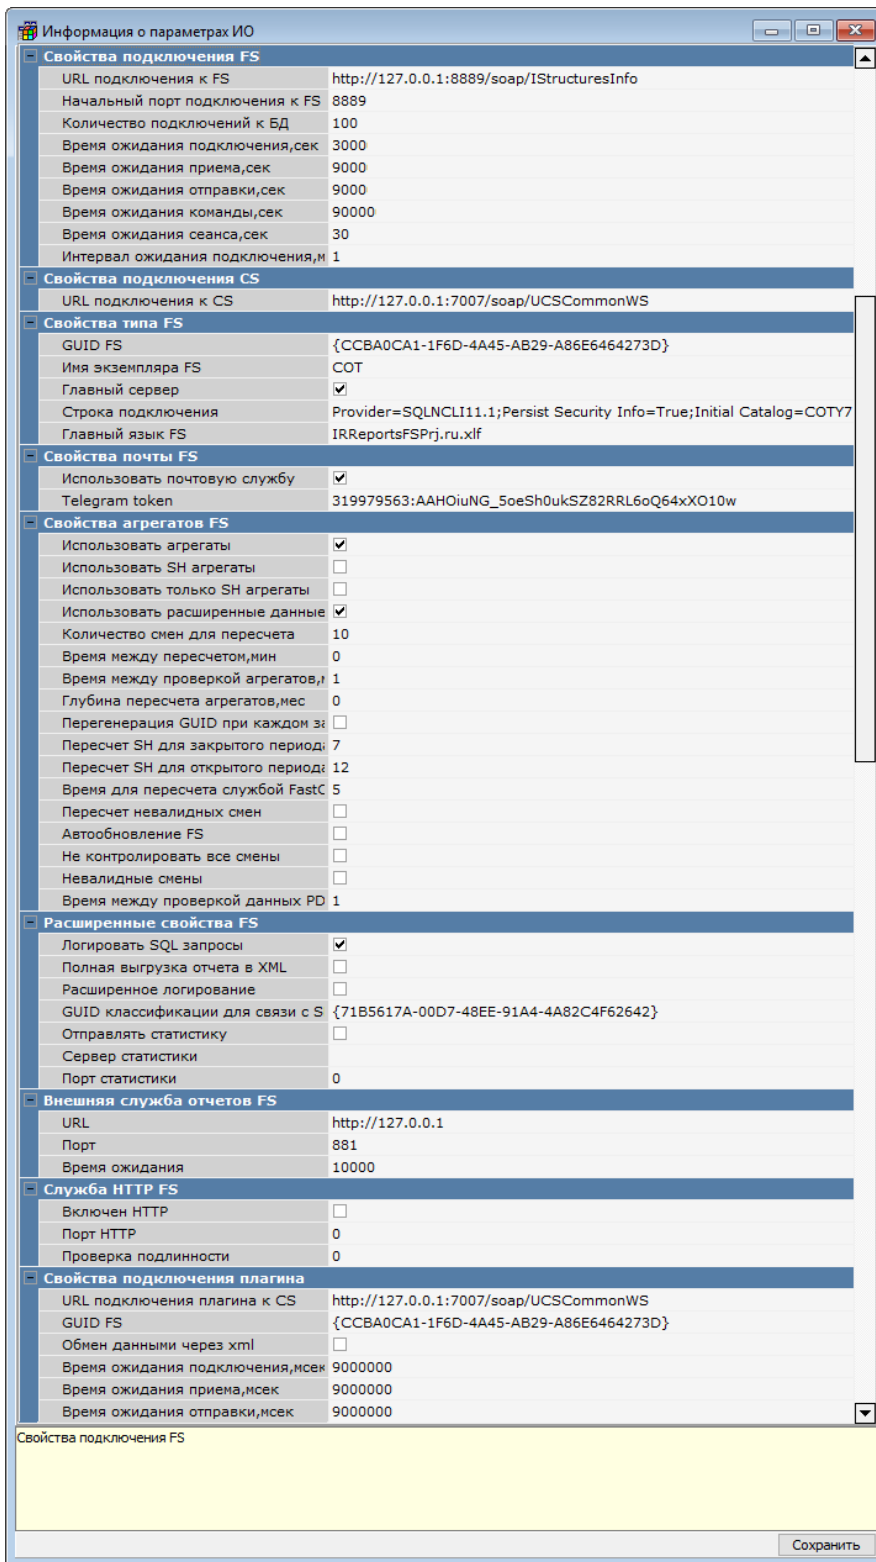 Информация о параметрах ИО
Свойства подключения FS
URL подключения к FS http://127.0.0.1:8889/soap/IStructuresInfo
Начальный порт подключения к FS 8889
Количество подключений к БД 100
Время ожидания подключения,сек 3000
Время ожидания приема,сек 9000
Время ожидания отправки,сек 9000
Время ожидания команды,сек 90000
Время ожидания сеанса,сек 30
Интервал ожидания подключения,м 1
Свойства подключения CS
URL подключения к CS http://127.0.0.1:7007/soap/UCSCommonWS
Свойства типа FS
GUID FS {CCBA0CA1-1F6D-4A45-AB29-A86E6464273D}
Имя экземпляра FS COT
Главный сервер
Строка подключения Provider=SQLNCLI11.1;Persist Security Info=True;Initial Catalog=COTY7
Главный язык FS IRReportsFSPrj.ru.xlf
Свойства почты FS
Использовать почтовую службу
Telegram token 319979563:AAHOiuNG_5oeSh0ukSZ82RRL6oQ64xXO10w
Свойства агрегатов FS
Использовать агрегаты
Использовать SH агрегаты
Использовать только SH агрегаты
Использовать расширенные данные
Количество смен для пересчета 10
Время между пересчетом,мин 0
Время между проверкой агрегатов,м 1
Глубина пересчета агрегатов,мес 0
Перегенерация GUID при каждом за
Пересчет SH для закрытого периода 7
Пересчет SH для открытого периода 12
Время для пересчета службой FastC 5
Пересчет невалидных смен
Автообновление FS
Не контролировать все смены
Невалидные смены
Время между проверкой данных PD 1
Расширенные свойства FS
Логировать SQL запросы
Полная выгрузка отчета в XML
Расширенное логирование
GUID классификации для связи с S {71B5617A-00D7-48EE-91A4-4A82C4F62642}
Отправлять статистику
Сервер статистики
Порт статистики 0
Внешняя служба отчетов FS
URL http://127.0.0.1
Порт 881
Время ожидания 10000
Служба HTTP FS
Включен HTTP
Порт HTTP 0
Проверка подлинности 0
Свойства подключения плагина
URL подключения плагина к CS http://127.0.0.1:7007/soap/UCSCommonWS
GUID FS {CCBA0CA1-1F6D-4A45-AB29-A86E6464273D}
Обмен данными через xml
Время ожидания подключения,мсек 9000000
Время ожидания приема,мсек 9000000
Время ожидания отправки,мсек 9000000
Свойства подключения FS
Сохранить